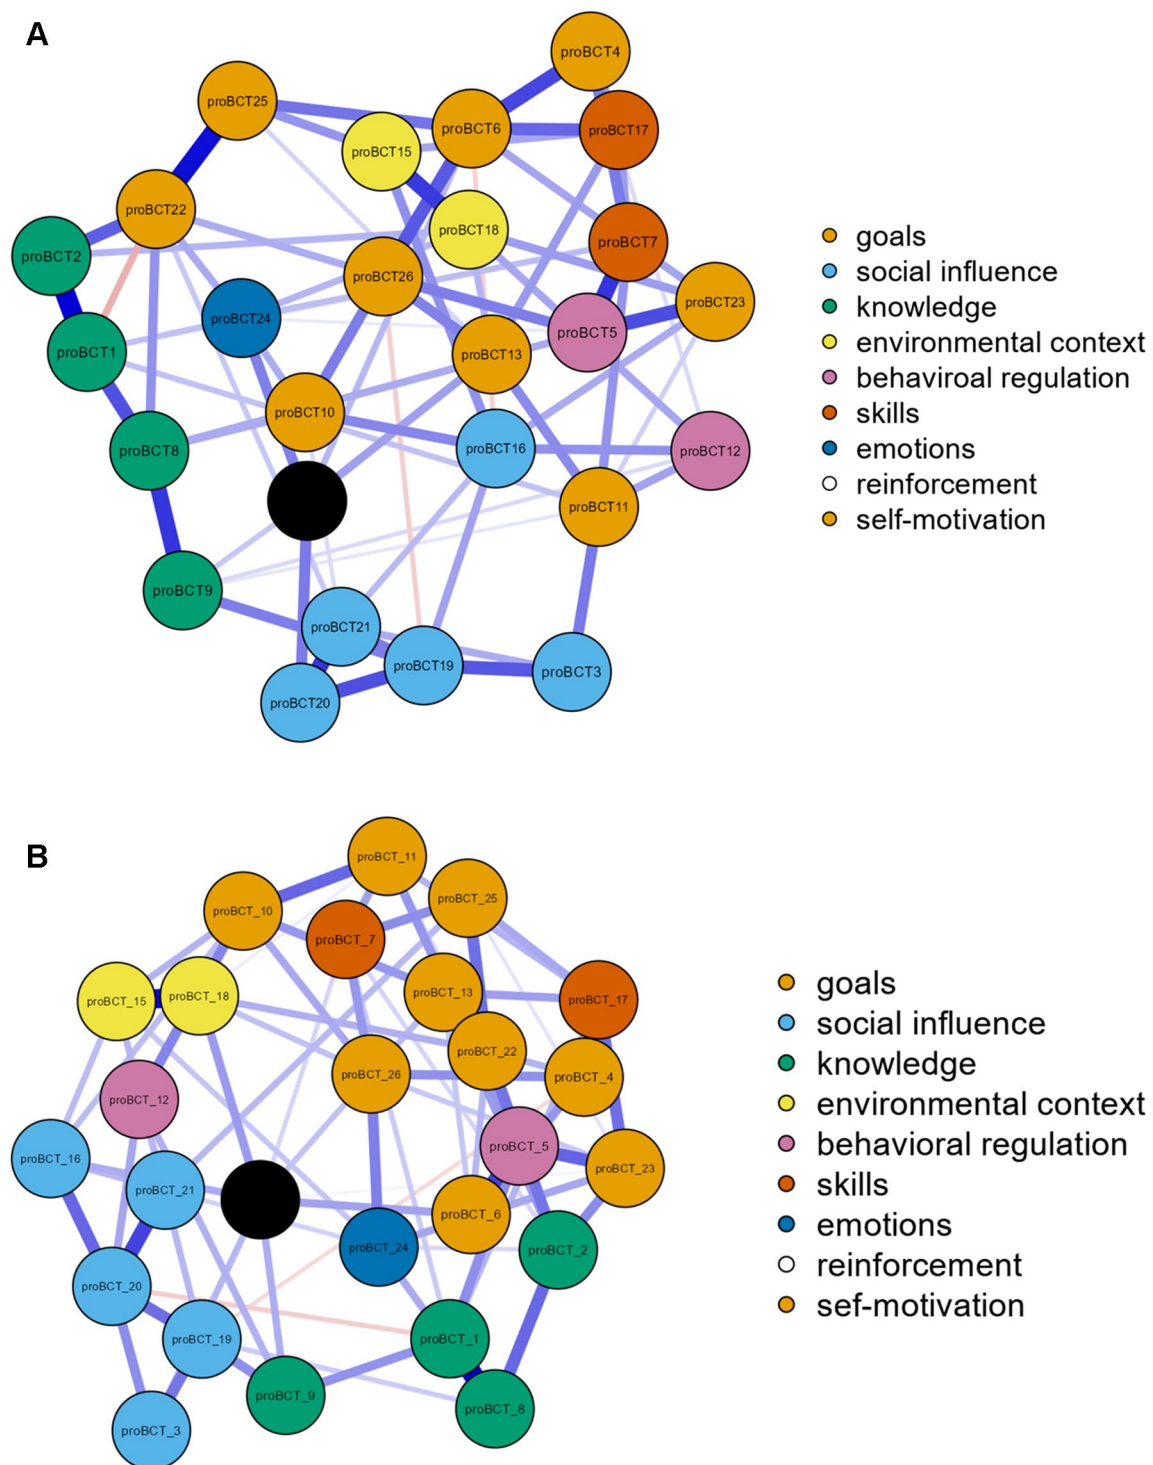 A
proBCT4
proBCT25
proBCT6
proBCT17
proBCT15
proBCT22
proBCT18
proBCT7
proBCT2
proBCT26
proBCT23
proBCT24
proBCT5
proBCT1
proBCT13
proBCT10
proBCT8
proBCT16
proBCT12
proBCT11
proBCT9
proBCT21
proBCT19
proBCT3
proBCT20
goals
social influence
knowledge
environmental context
behaviroal regulation
skills
emotions
reinforcement
self-motivation
B
proBCT_11
proBCT_25
proBCT_10
proBCT_7
proBCT_13
proBCT_15
proBCT_18
proBCT_17
proBCT_22
proBCT_26
proBCT_4
proBCT_12
proBCT_5
proBCT_16
proBCT_23
proBCT_21
proBCT_6
proBCT_24
proBCT_2
proBCT_20
proBCT_19
proBCT_1
proBCT_9
proBCT_8
proBCT_3
goals
social influence
knowledge
environmental context
behavioral regulation
skills
emotions
reinforcement
sef-motivation